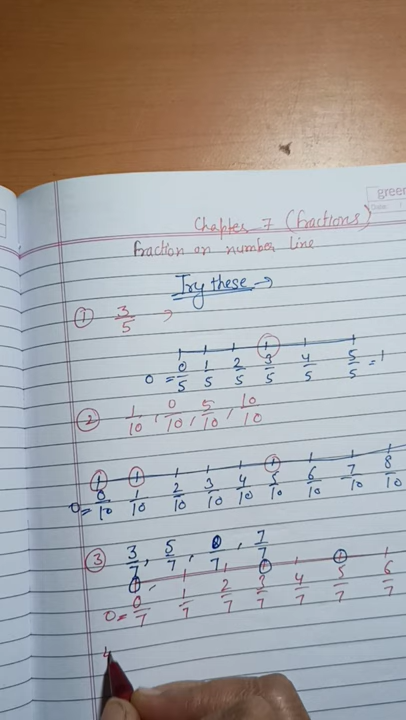 green
Date:
Chapter 7 (fractions)
fraction on number line
Try these →
① 3/5 →
0 = 0/5 1/5 2/5 3/5 4/5 5/5 = 1
② 1/10, 0/10, 5/10, 10/10
0 = 0/10 1/10 2/10 3/10 4/10 5/10 6/10 7/10 8/10
③ 3/7, 5/7, 0/7, 7/7
0 = 0/7 1/7 2/7 3/7 4/7 5/7 6/7
4